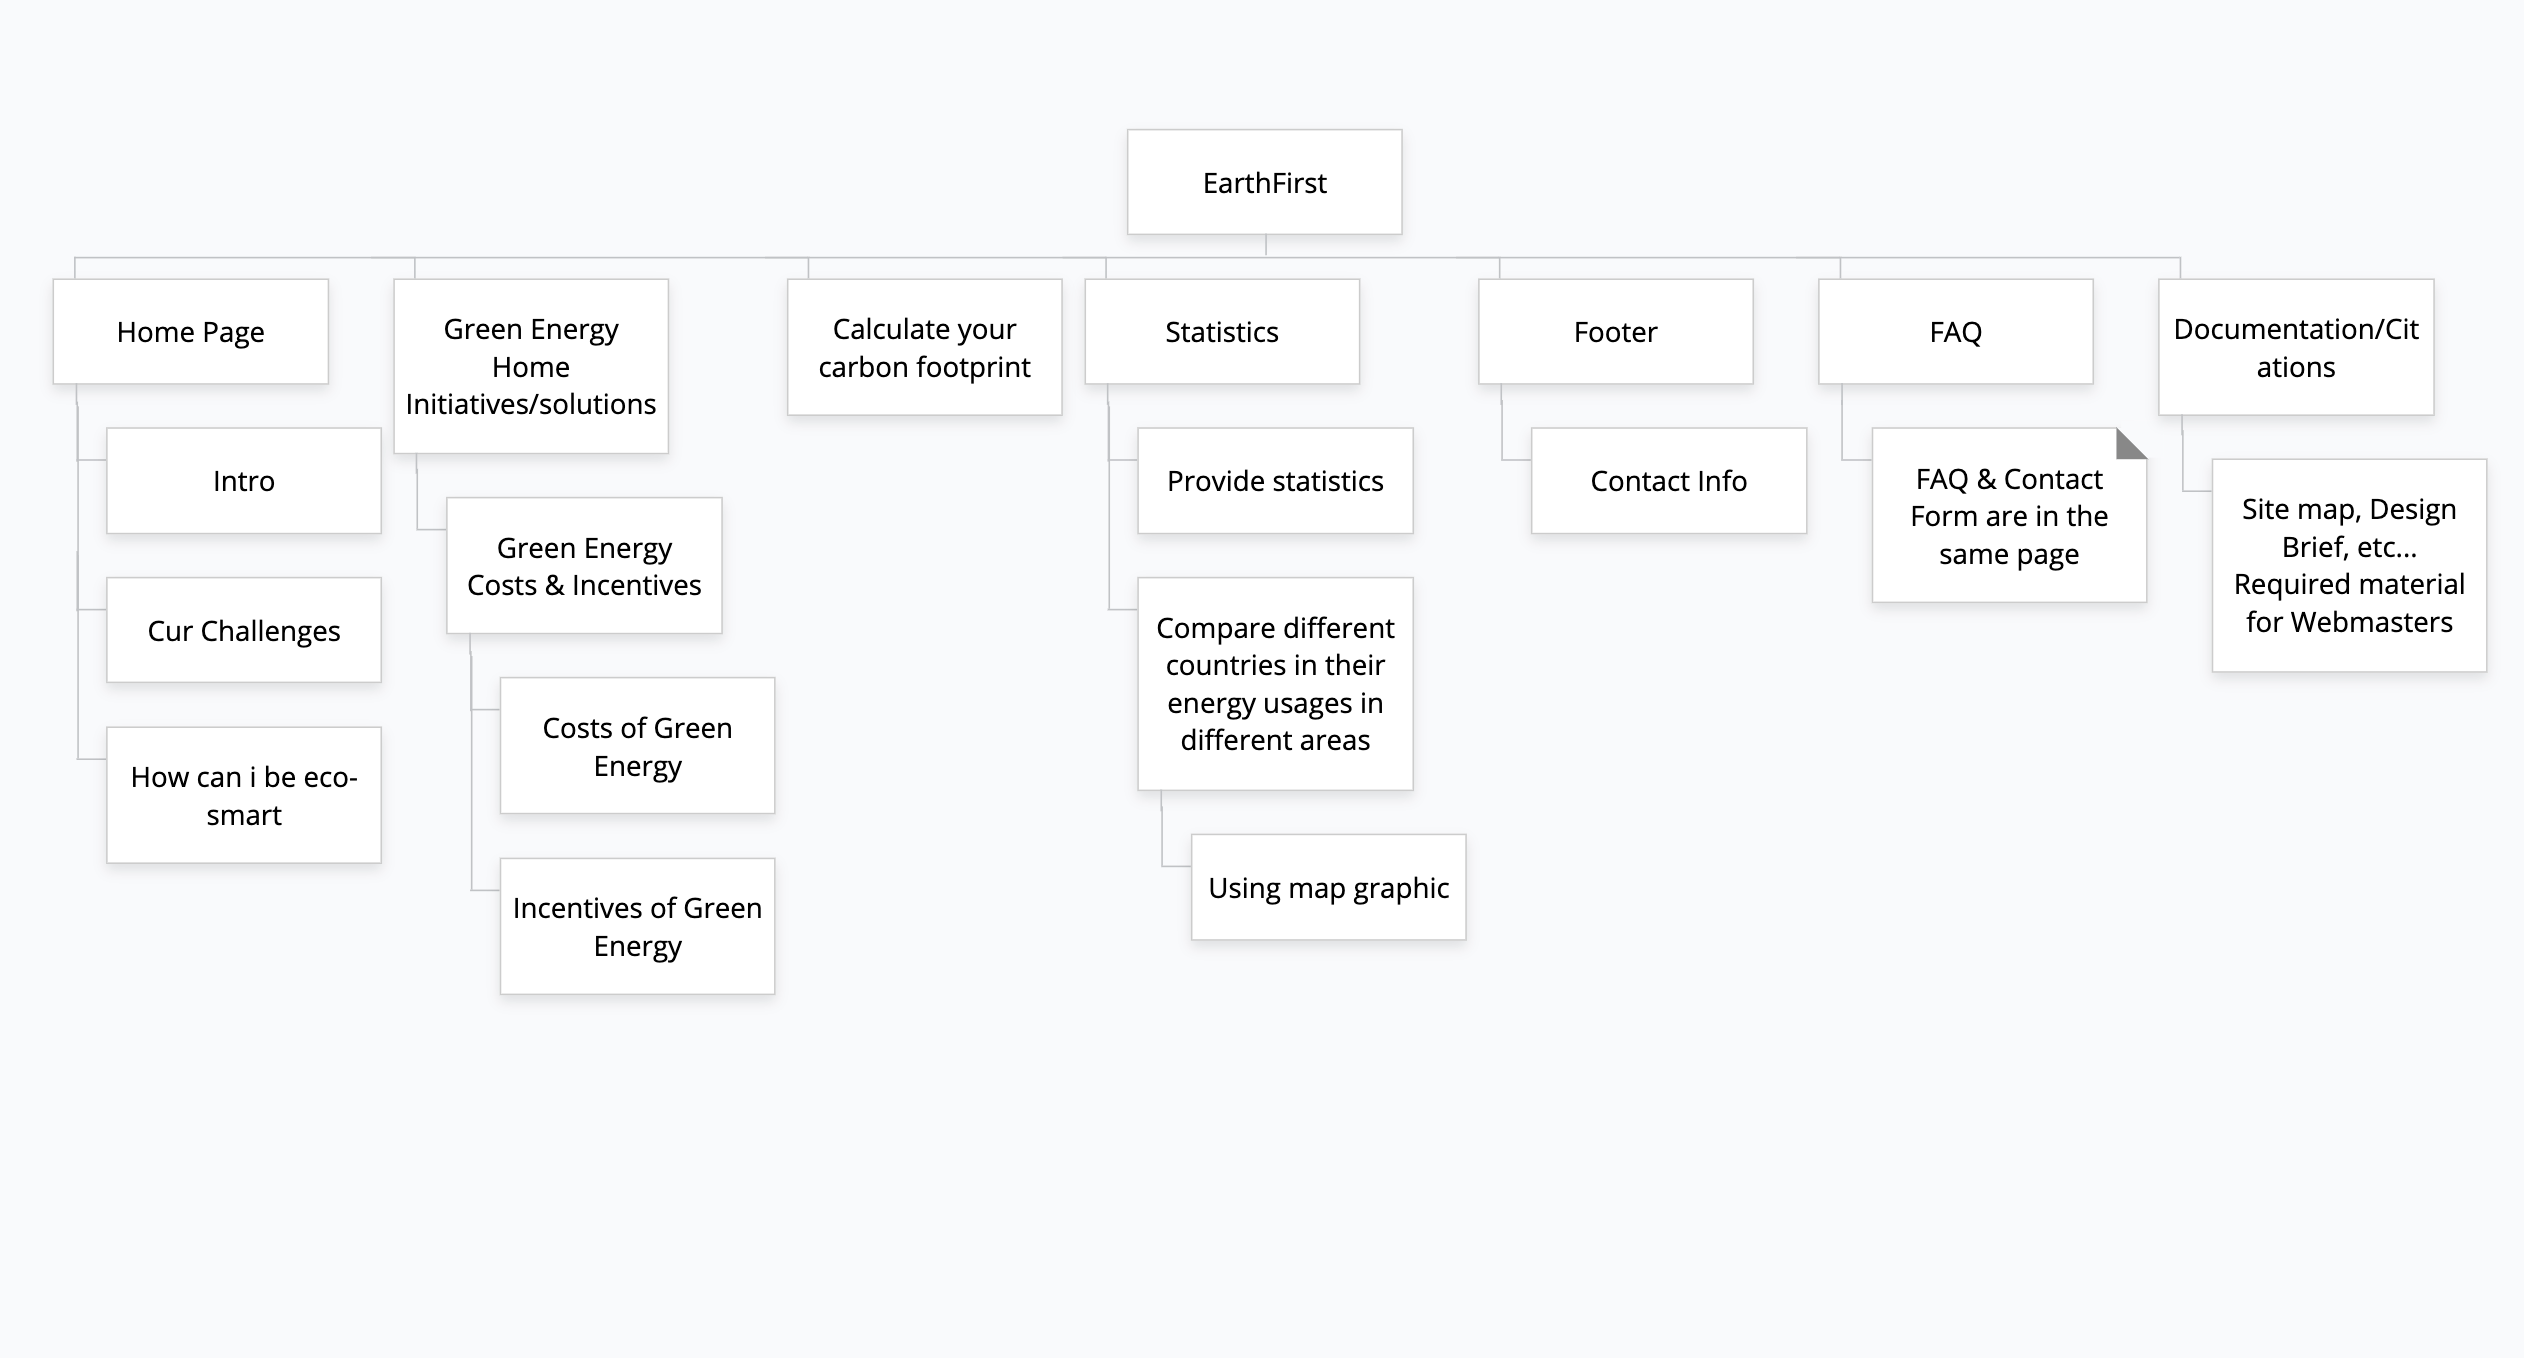 EarthFirst
Home Page
Intro
Cur Challenges
How can i be eco-
smart
Green Energy
Home
Initiatives/solutions
Green Energy
Costs & Incentives
Costs of Green
Energy
Incentives of Green
Energy
Calculate your
carbon footprint
Statistics
Provide statistics
Compare different
countries in their
energy usages in
different areas
Using map graphic
Footer
Contact Info
FAQ
FAQ & Contact
Form are in the
same page
Documentation/Cit
ations
Site map, Design
Brief, etc...
Required material
for Webmasters